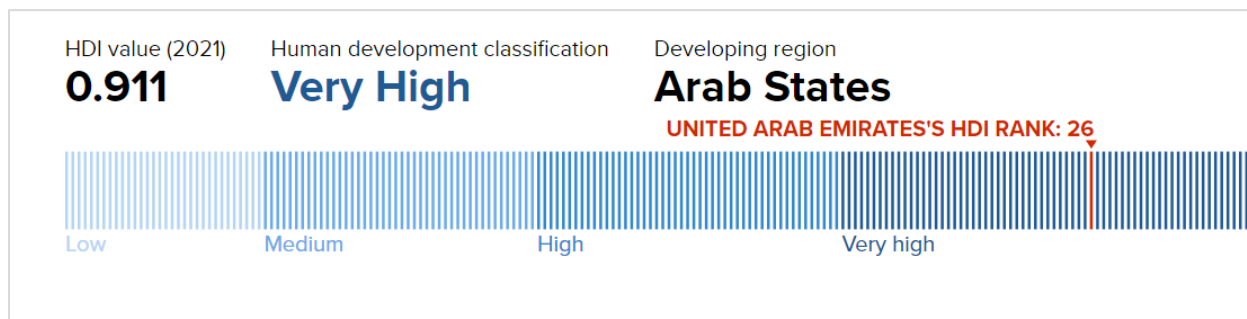 HDI value (2021) Human development classification Developing region
0.911 Very High Arab States
UNITED ARAB EMIRATES'S HDI RANK: 26
Low Medium High Very high